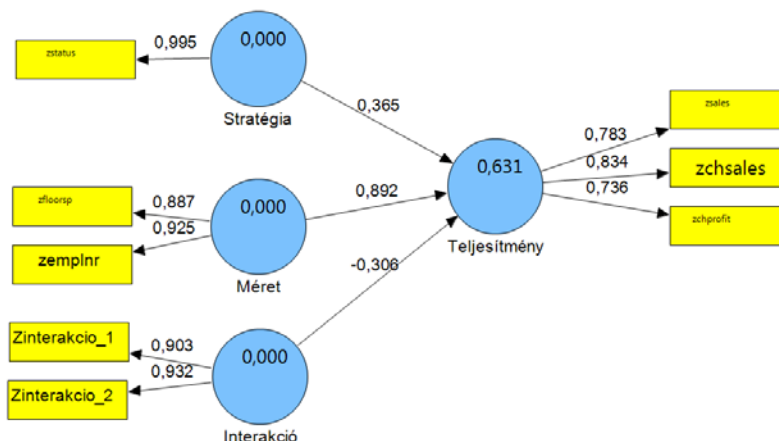 zstatus
0,995
0,000
Stratégia
0,365
zfloorsp
0,887
zemplnr
0,925
0,000
Méret
0,892
Zinterakcio_1
0,903
Zinterakcio_2
0,932
0,000
Interakció
-0,306
0,631
Teljesítmény
0,783
zsales
0,834
zchsales
0,736
zchprofit